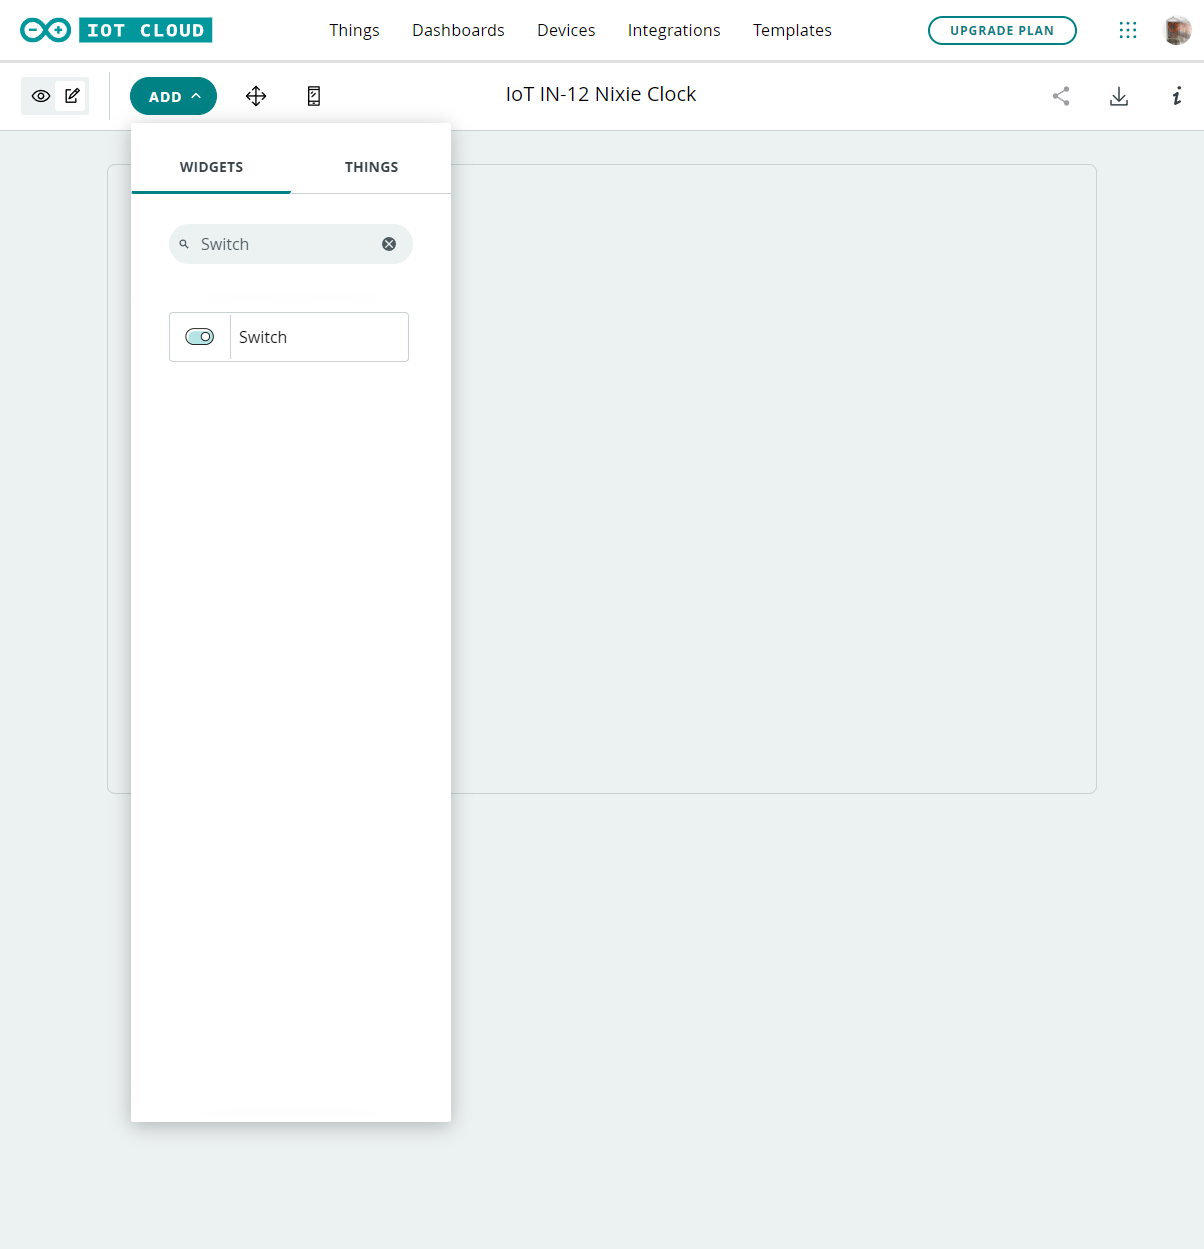 IOT CLOUD
Things
Dashboards
Devices
Integrations
Templates
UPGRADE PLAN
ADD
IoT IN-12 Nixie Clock
WIDGETS
THINGS
Switch
Switch